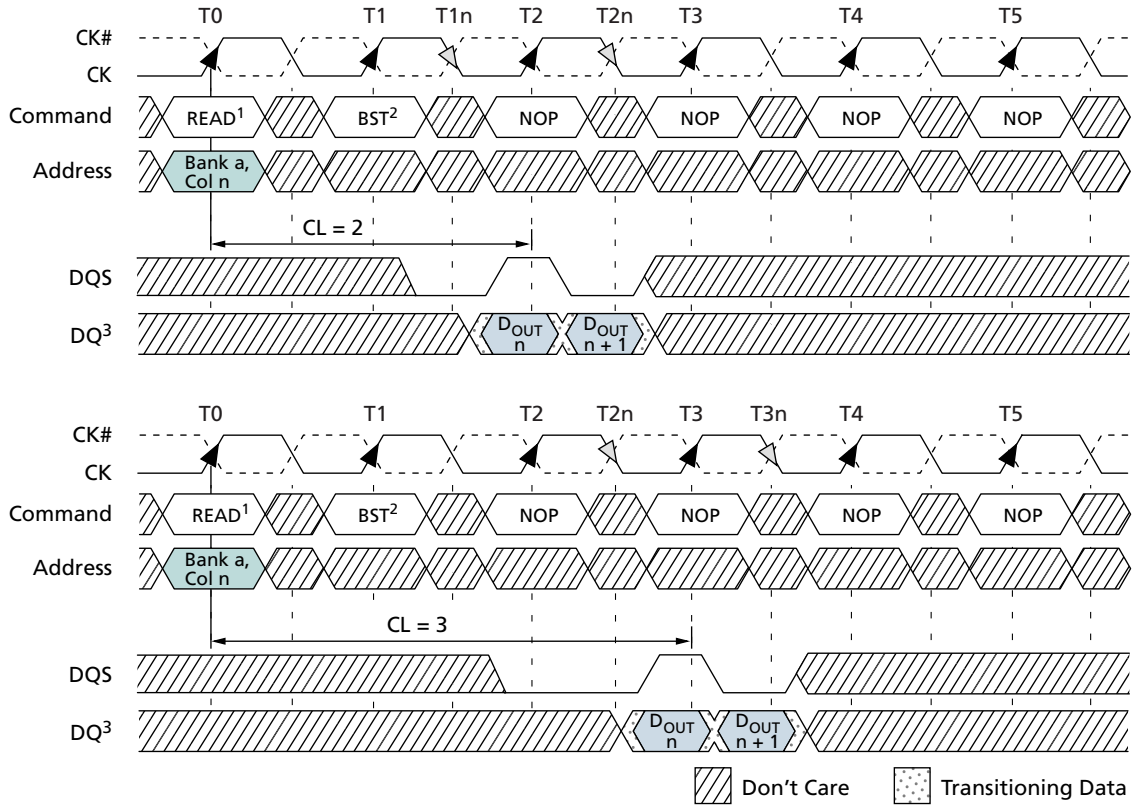 T0 T1 T1n T2 T2n T3 T4 T5
CK#
CK
Command READ1 BST2 NOP NOP NOP NOP
Address Bank a,
Col n
CL = 2
DQS
DQ3 DOUT
n DOUT
n + 1
T0 T1 T2 T2n T3 T3n T4 T5
CK#
CK
Command READ1 BST2 NOP NOP NOP NOP
Address Bank a,
Col n
CL = 3
DQS
DQ3 DOUT
n DOUT
n + 1
Don't Care Transitioning Data